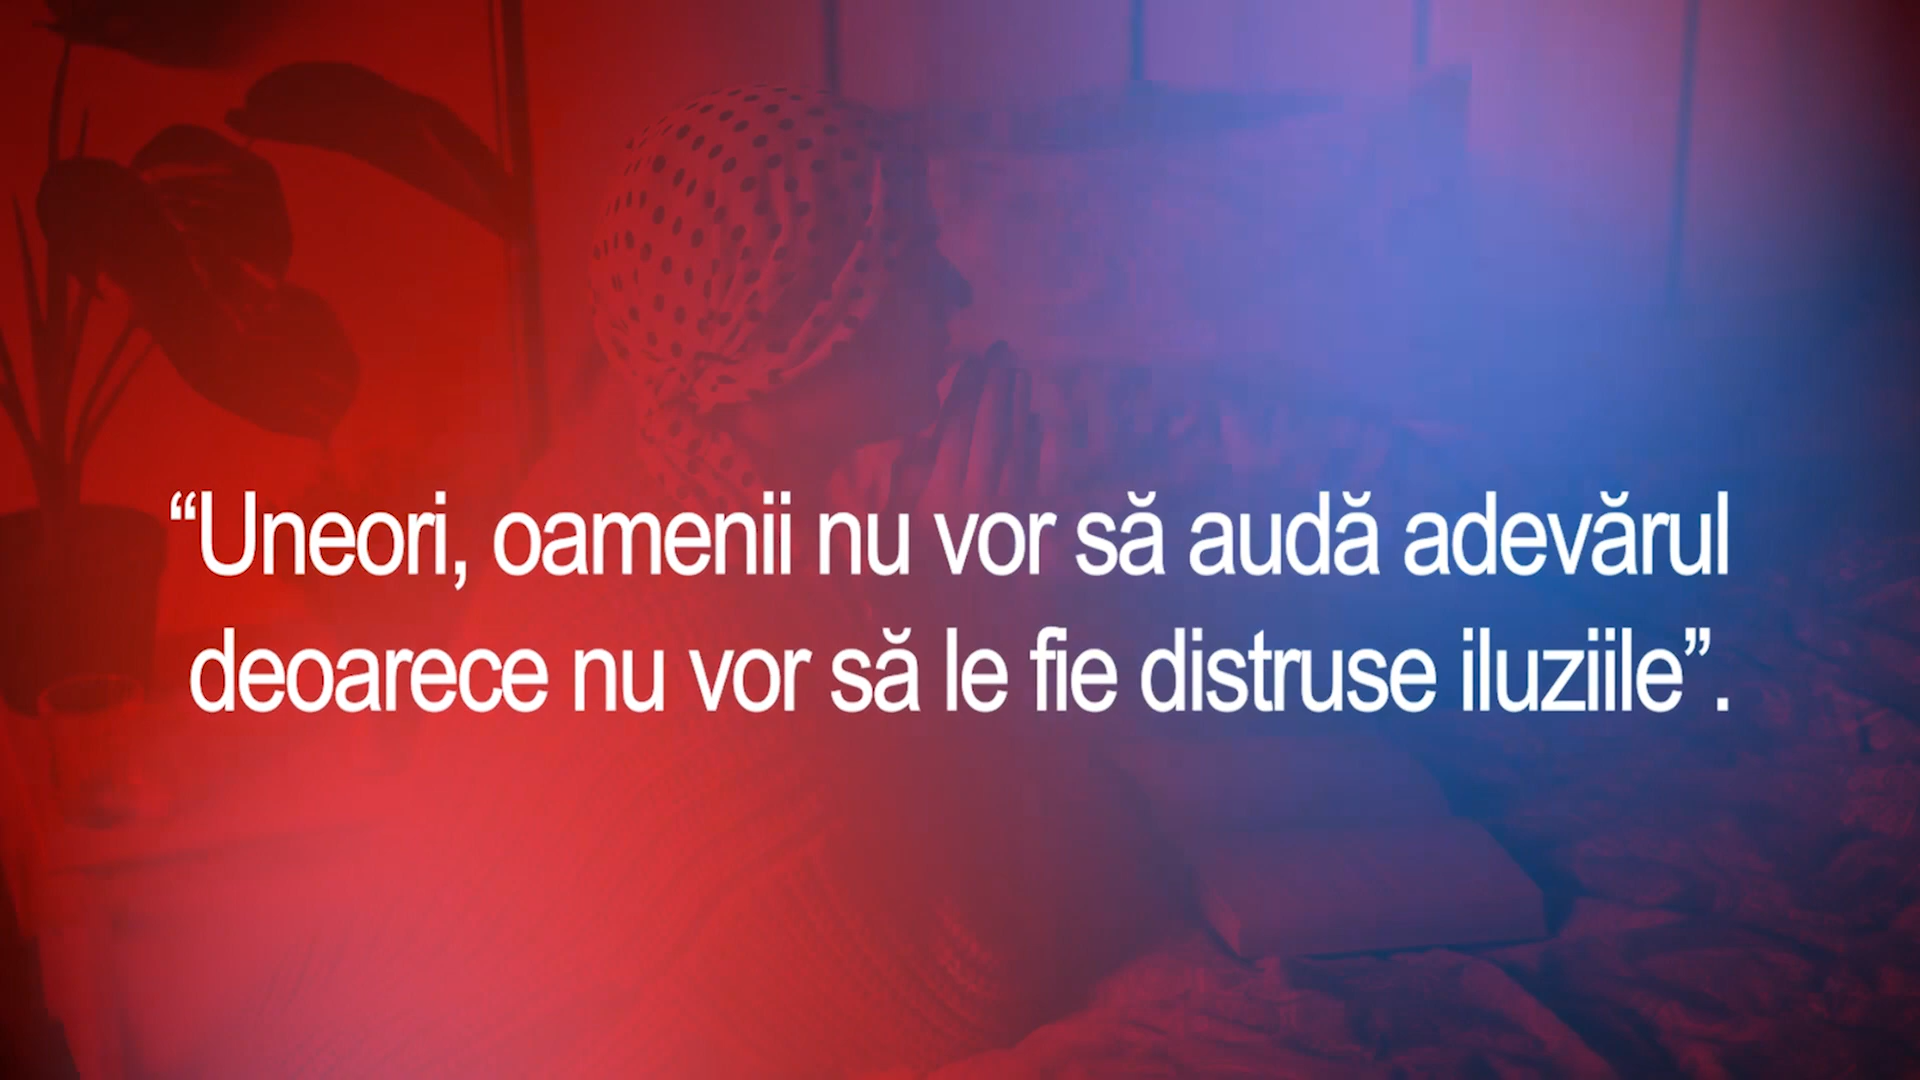 “Uneori, oamenii nu vor să audă adevărul
deoarece nu vor să le fie distruse iluziile”.